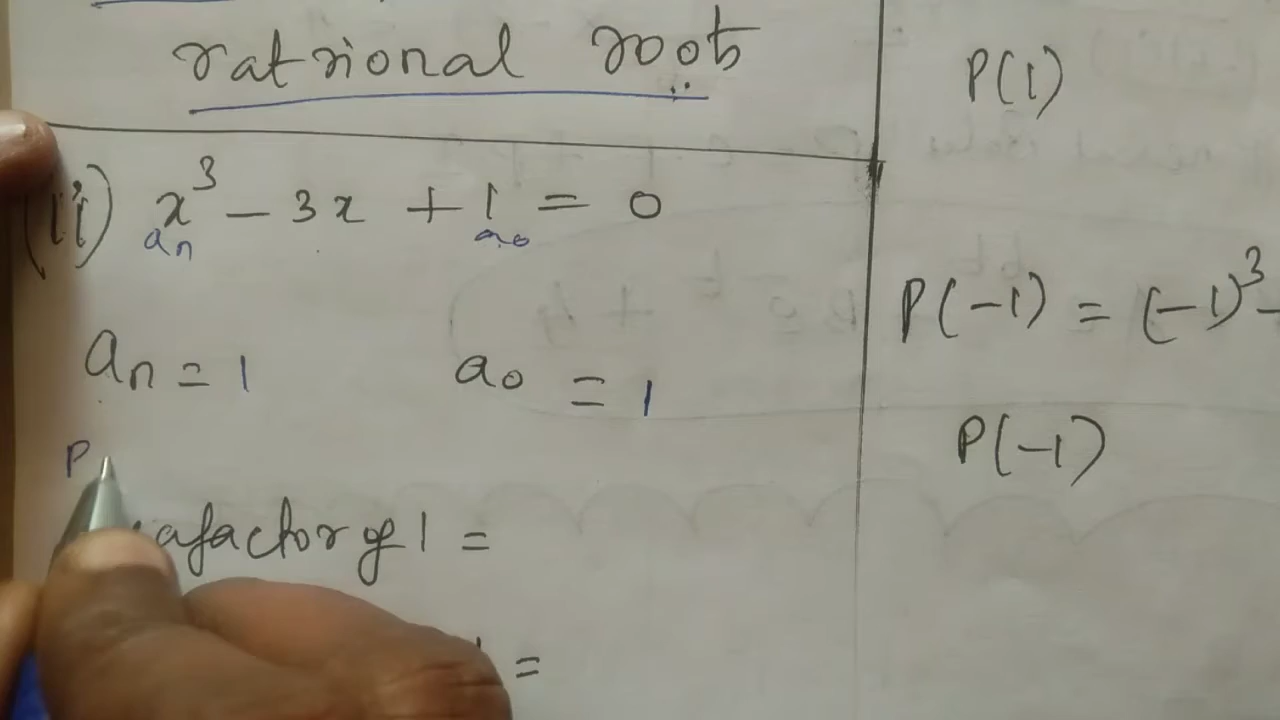 ratrional roots
(ii) x³ - 3x + 1 = 0
aₙ a₀
aₙ = 1 a₀ = 1
P
a factor of 1 =
=
P(1)
P(-1) = (-1)³ -
P(-1)